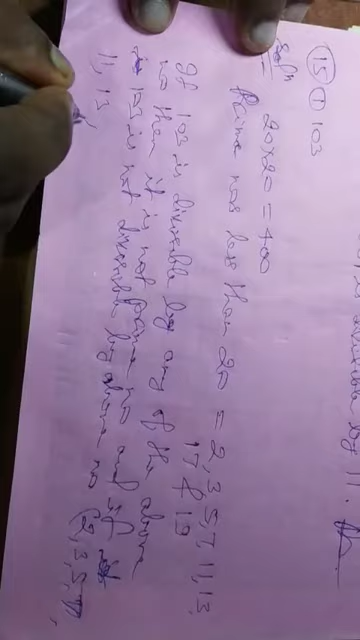 by 11.
(15) (1) 103
Soln
= 20 × 20 = 400
Prime nos less than 20 = 2, 3, 5, 7, 11, 13,
17 & 19
If 103 is divisible by any of the above
no then it is not prime no and if
103 is not divisible by above no (2, 3, 5, 7,
11, 13